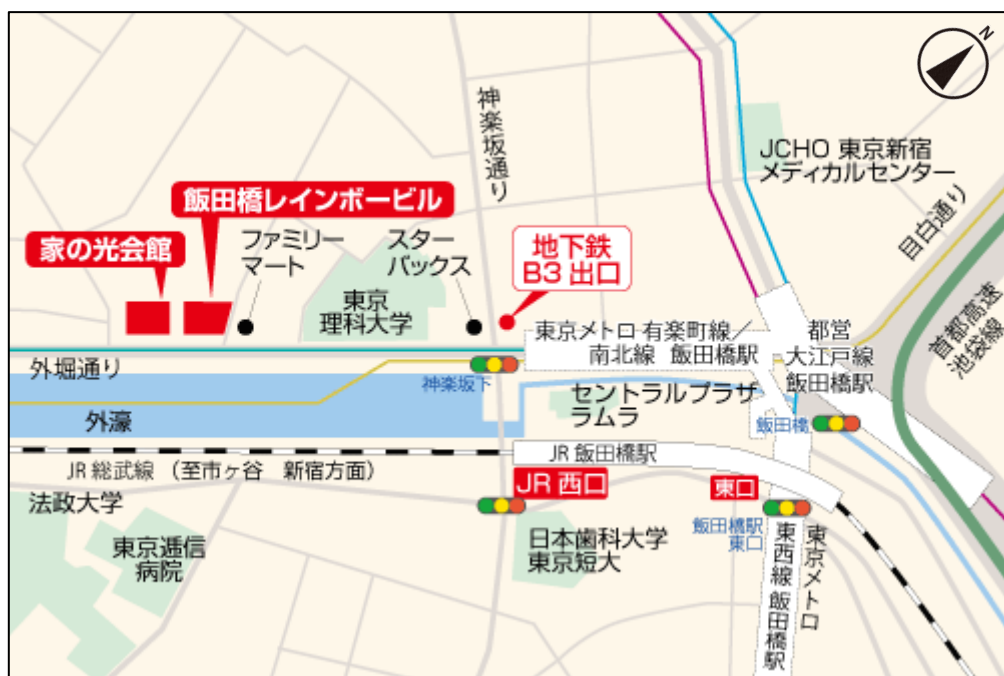 N
神楽坂通り
JCHO 東京新宿
メディカルセンター
目白通り
首都高速
池袋線
飯田橋レインボービル
家の光会館
ファミリー
マート
スター
バックス
地下鉄
B3 出口
東京
理科大学
東京メトロ 有楽町線／
南北線 飯田橋駅
都営
大江戸線
飯田橋駅
外堀通り
神楽坂下
セントラルプラザ
ラムラ
飯田橋
外濠
JR 飯田橋駅
JR 総武線 （至市ヶ谷 新宿方面）
JR 西口
東口
法政大学
飯田橋駅
東口
東京逓信
病院
日本歯科大学
東京短大
東京メトロ
東西線 飯田橋駅